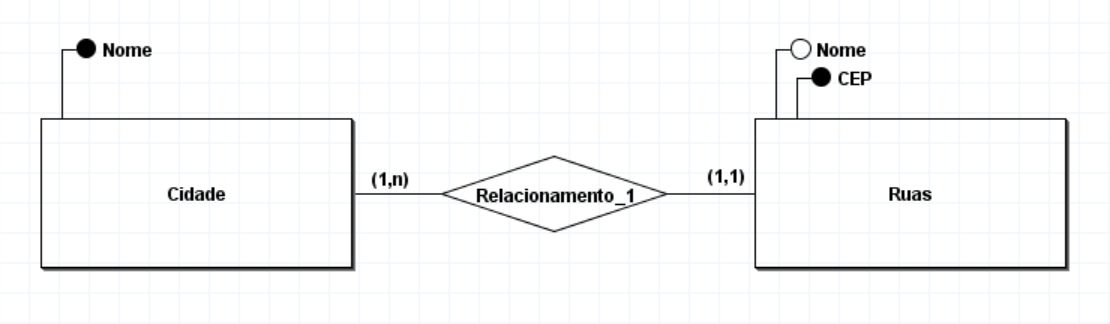 Nome
Nome
CEP
(1,n)
(1,1)
Cidade
Relacionamento_1
Ruas